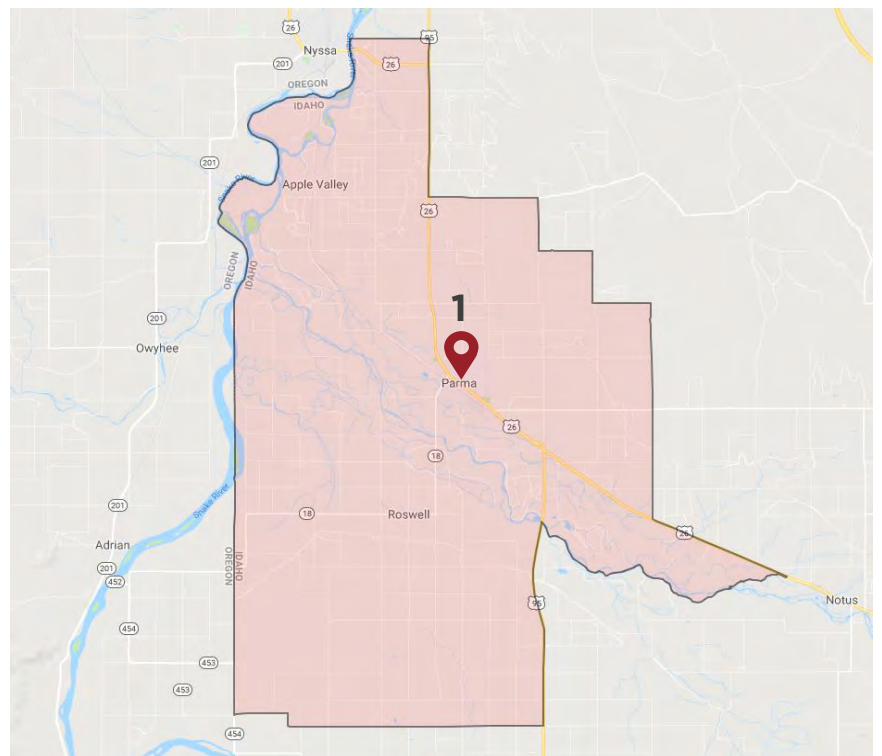 26
95
Nyssa
201
26
Snake River
OREGON
IDAHO
201
Snake River
Apple Valley
26
OREGON
IDAHO
1
201
Owyhee
Parma
26
18
Snake River
201
18
Roswell
26
Adrian
201
452
IDAHO
OREGON
95
Notus
454
453
453
454